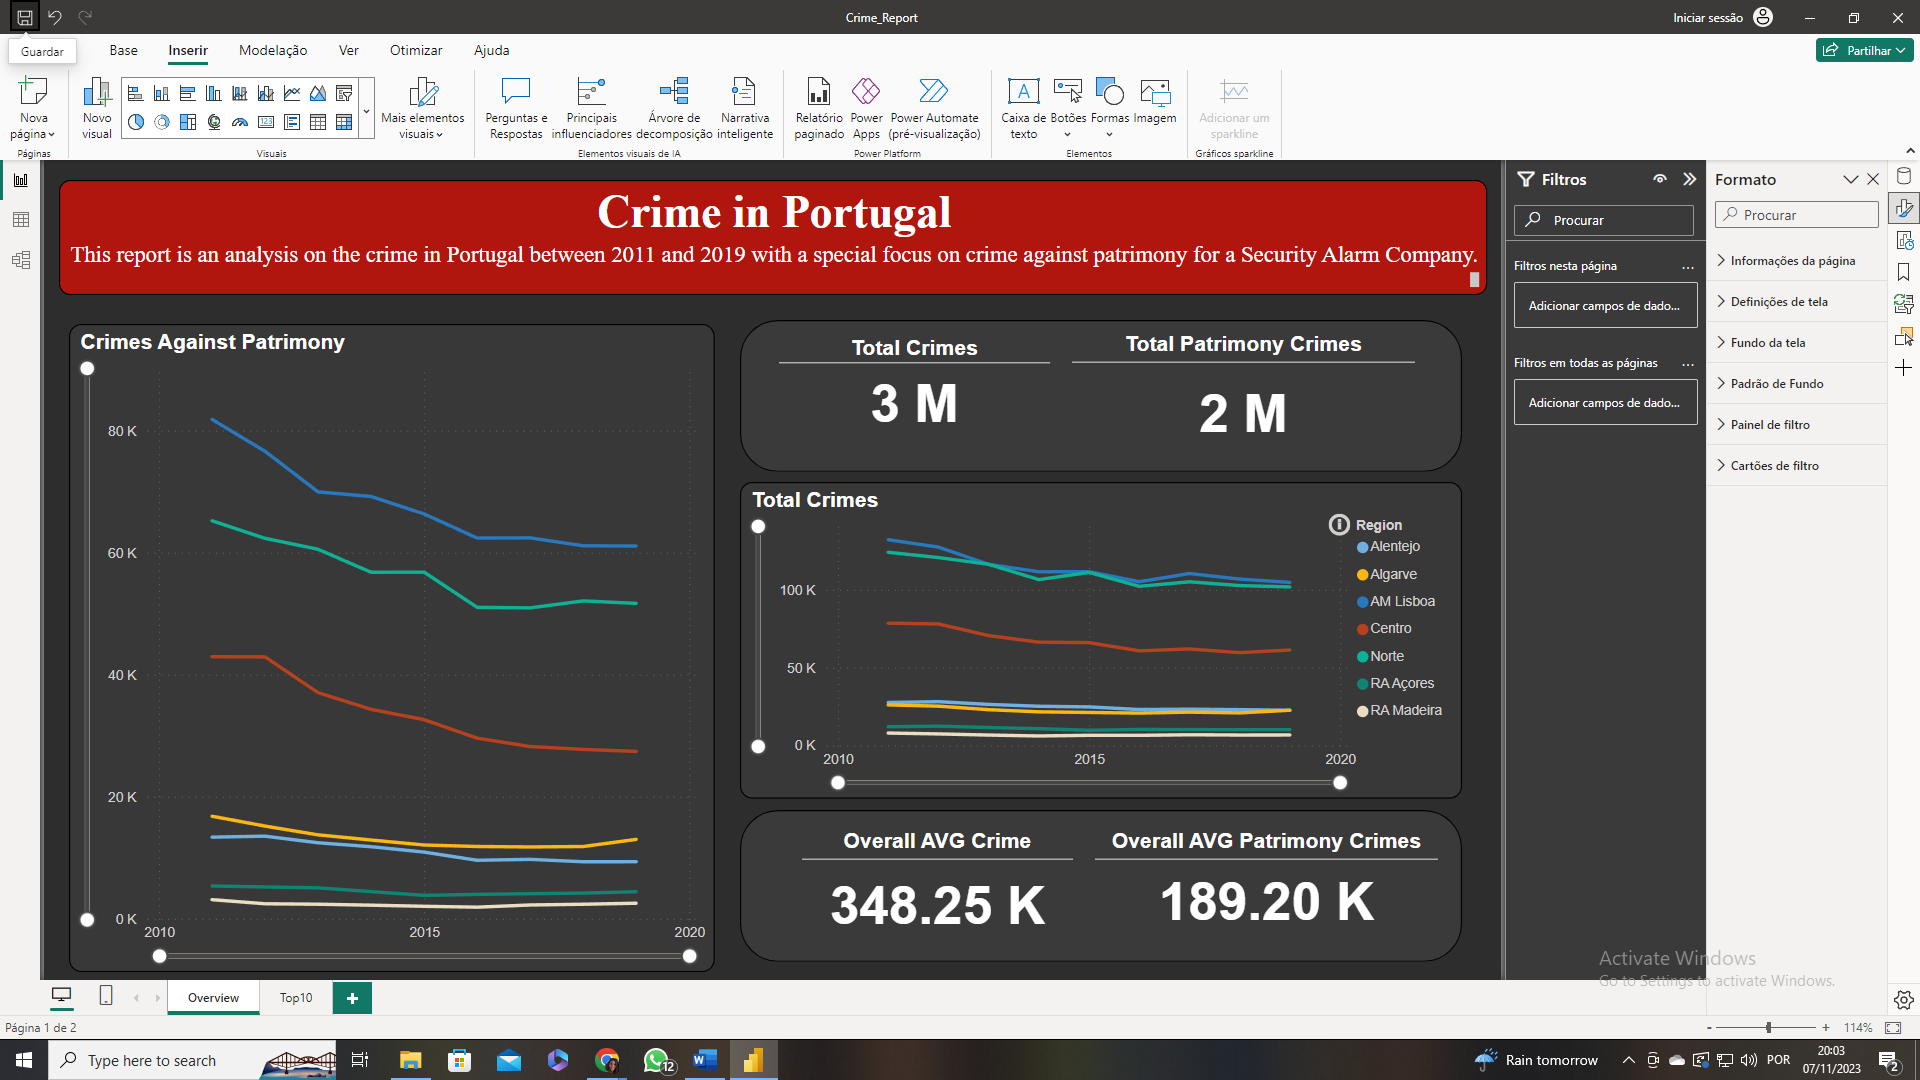 Crime_Report
Iniciar sessão
Guardar
Base
Inserir
Modelação
Ver
Otimizar
Ajuda
Partilhar
Nova página
Novo visual
123
Mais elementos visuais
Perguntas e Respostas
Principais influenciadores
Árvore de decomposição
Narrativa inteligente
Relatório paginado
Power Apps
Power Automate (pré-visualização)
A
Caixa de texto
Botões
Formas
Imagem
Adicionar um sparkline
Páginas
Visuais
Elementos visuais de IA
Power Platform
Elementos
Gráficos sparkline
Crime in Portugal
This report is an analysis on the crime in Portugal between 2011 and 2019 with a special focus on crime against patrimony for a Security Alarm Company.
Crimes Against Patrimony
80 K
60 K
40 K
20 K
0 K
2010
2015
2020
Total Crimes
3 M
Total Patrimony Crimes
2 M
Total Crimes
100 K
50 K
0 K
2010
2015
2020
Region
Alentejo
Algarve
AM Lisboa
Centro
Norte
RA Açores
RA Madeira
Overall AVG Crime
348.25 K
Overall AVG Patrimony Crimes
189.20 K
Filtros
Procurar
Filtros nesta página
...
Adicionar campos de dado...
Filtros em todas as páginas
...
Adicionar campos de dado...
Formato
Procurar
Informações da página
Definições de tela
Fundo da tela
Padrão de Fundo
Painel de filtro
Cartões de filtro
Activate Windows
Go to Settings to activate Windows.
Overview
Top10
+
Página 1 de 2
- + 114%
Type here to search
12
W
Rain tomorrow
POR
20:03
07/11/2023
2